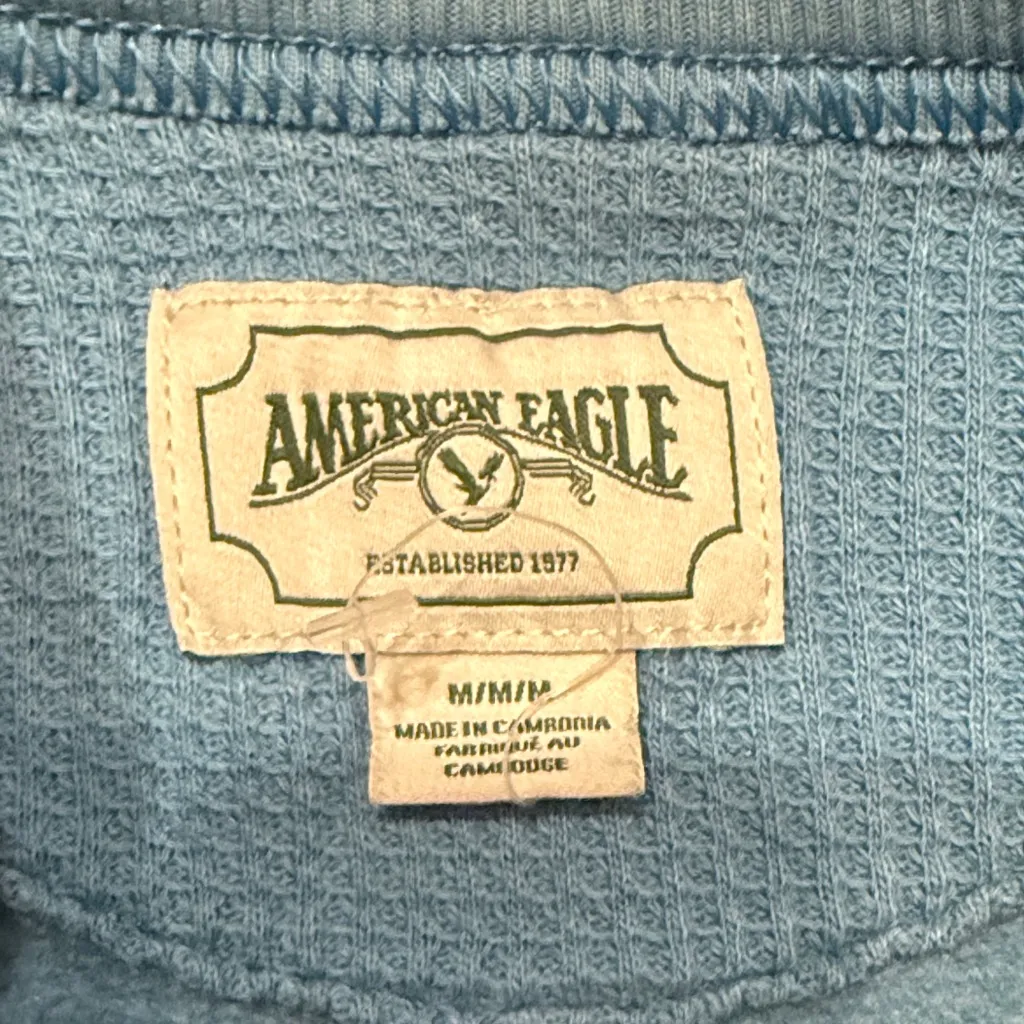 AMERICAN EAGLE
ESTABLISHED 1977
M/M/M
MADE IN CAMBODIA
FABRIQUÉ AU
CAMBODGE